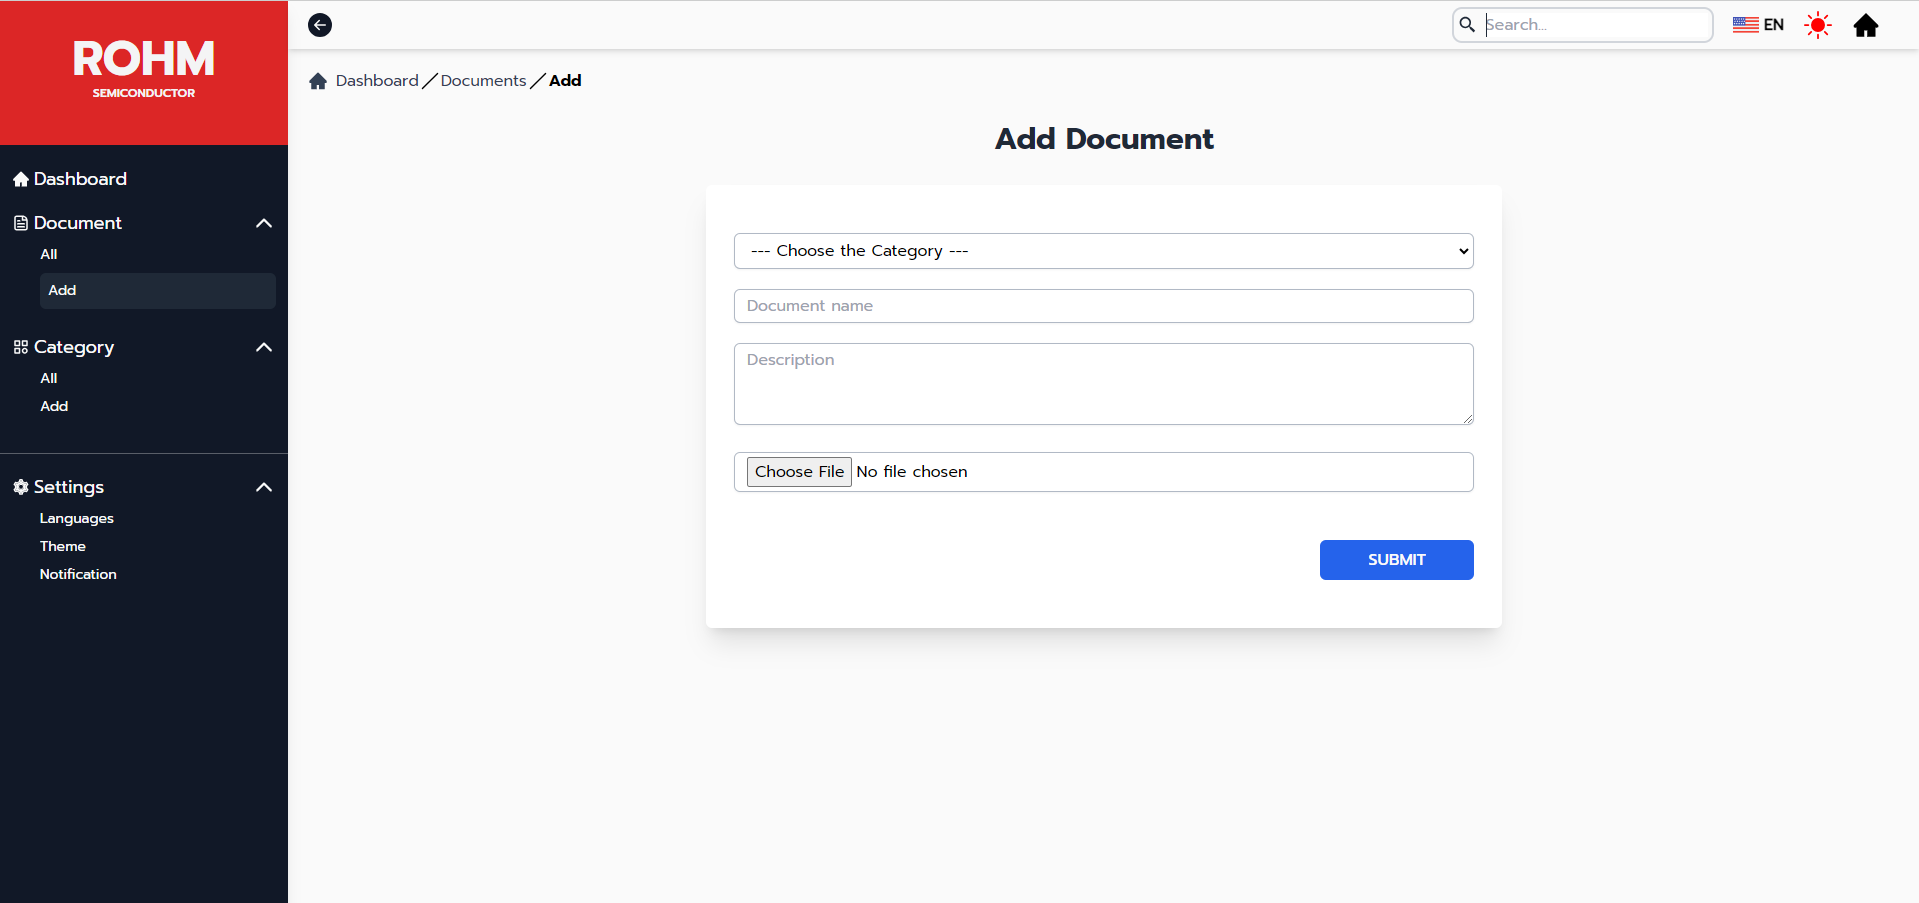 ROHM
SEMICONDUCTOR
Dashboard
Document
All
Add
Category
All
Add
Settings
Languages
Theme
Notification
Search...
EN
Dashboard / Documents / Add
Add Document
--- Choose the Category ---
Document name
Description
Choose File No file chosen
SUBMIT